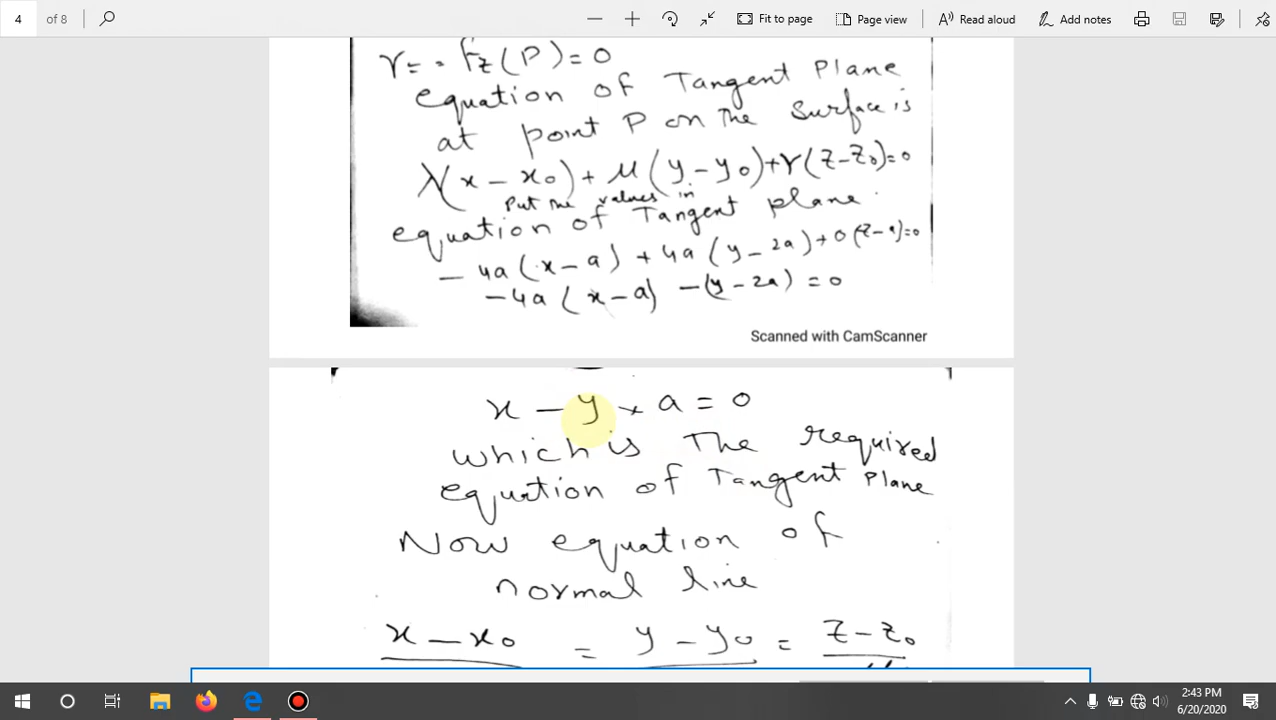 4 of 8 Fit to page Page view Read aloud Add notes
γ = . Fz(P) = 0
equation of Tangent Plane
at point P on the Surface is
λ(x - x0) + μ(y - y0) + γ(z - z0) = 0
Put the values in
equation of Tangent plane
- 4a (x - a) + 4a (y - 2a) + 0 (z - a) = 0
- 4a (x - a) - (y - 2a) = 0
Scanned with CamScanner
x - y + a = 0
which is The required
equation of Tangent Plane
Now equation of
normal line
x - x0 = y - y0 = z - z0
2:43 PM
6/20/2020